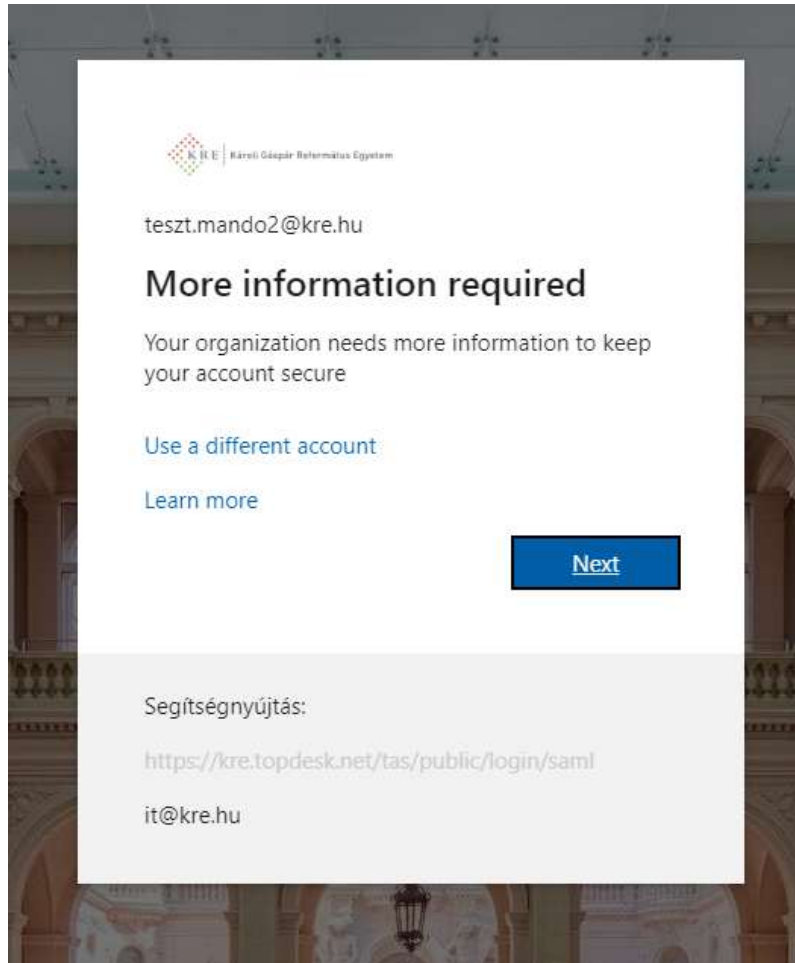 KRE
Károli Gáspár Református Egyetem
teszt.mando2@kre.hu
More information required
Your organization needs more information to keep
your account secure
Use a different account
Learn more
Next
Segítségnyújtás:
https://kre.topdesk.net/tas/public/login/saml
it@kre.hu